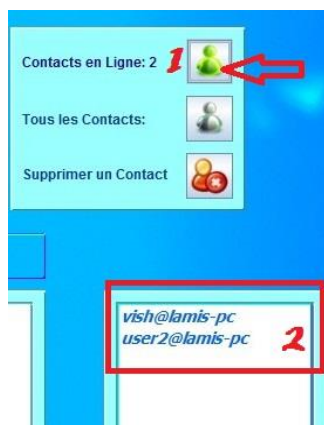 Contacts en Ligne: 2 1
Tous les Contacts:
Supprimer un Contact
vish@lamis-pc
user2@lamis-pc 2